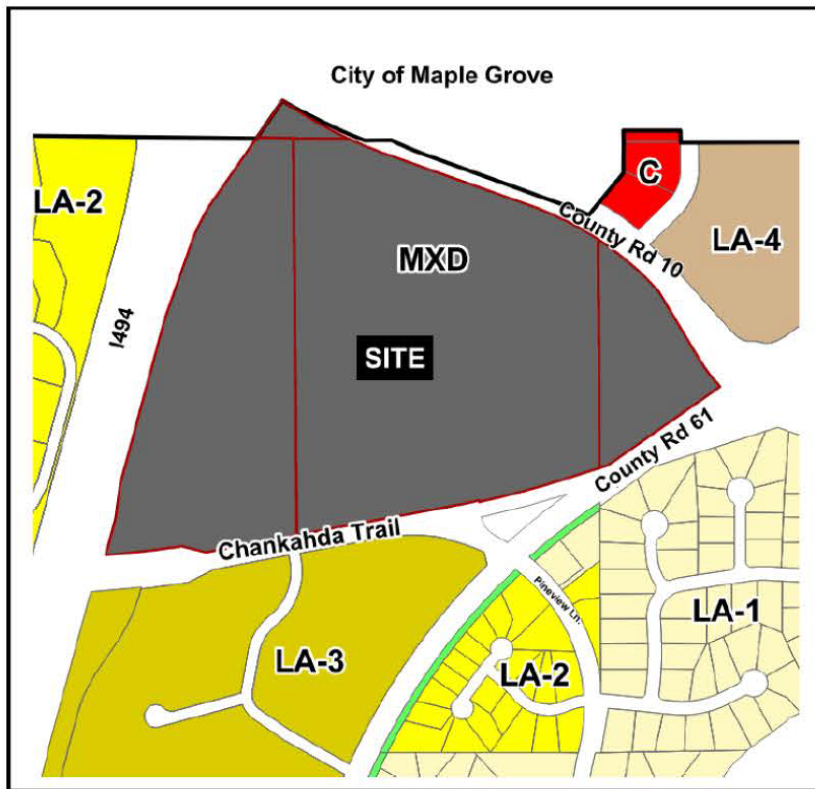 City of Maple Grove
LA-2
C
County Rd 10
LA-4
MXD
I494
SITE
County Rd 61
Chankahda Trail
Pineview Ln.
LA-1
LA-3
LA-2